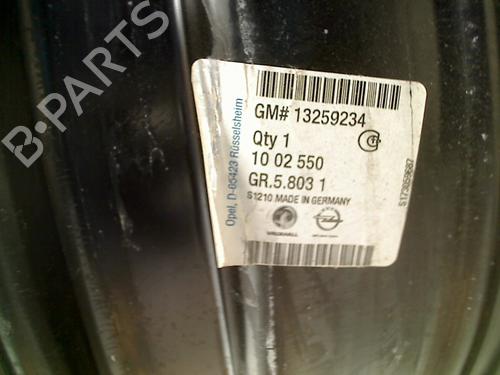 B-PARTS
Opel, D-65423 Rüsselsheim
GM# 13259234
Qty 1
10 02 550
GR.5.803 1
S1210 MADE IN GERMANY
VAUXHALL